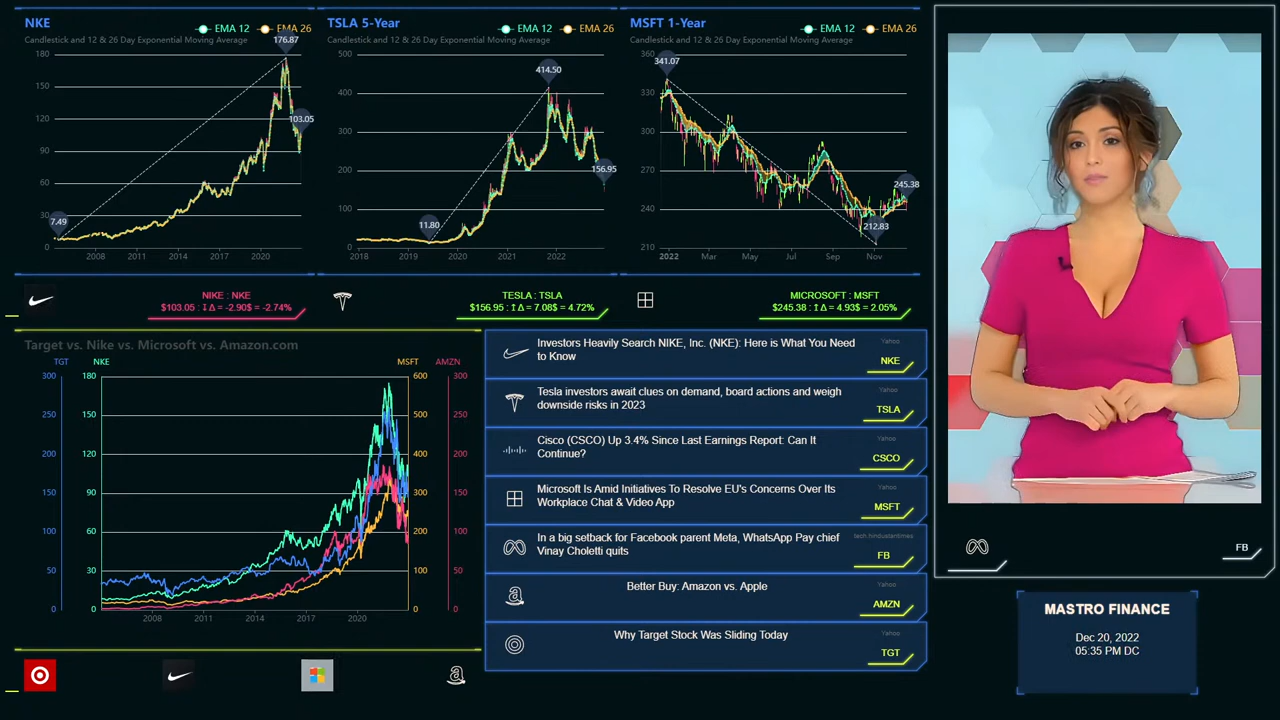 NKE
EMA 12
EMA 26
Candlestick and 12 & 26 Day Exponential Moving Average
176.87
180
150
120
90
60
30
0
103.05
7.49
2008
2011
2014
2017
2020
TSLA 5-Year
EMA 12
EMA 26
Candlestick and 12 & 26 Day Exponential Moving Average
500
400
300
200
100
0
414.50
156.95
11.80
2018
2019
2020
2021
2022
MSFT 1-Year
EMA 12
EMA 26
Candlestick and 12 & 26 Day Exponential Moving Average
360
330
300
270
240
210
341.07
245.38
212.83
2022
Mar
May
Jul
Sep
Nov
NIKE : NKE
$103.05 : ↕ Δ = -2.90$ = -2.74%
TESLA : TSLA
$156.95 : ↕ Δ = 7.08$ = 4.72%
MICROSOFT : MSFT
$245.38 : ↕ Δ = 4.93$ = 2.05%
Target vs. Nike vs. Microsoft vs. Amazon.com
TGT
NKE
MSFT
AMZN
300
250
200
150
100
50
0
180
150
120
90
60
30
0
600
500
400
300
200
100
0
300
250
200
150
100
50
0
2008
2011
2014
2017
2020
Investors Heavily Search NIKE, Inc. (NKE): Here is What You Need
to Know
Yahoo
NKE
Tesla investors await clues on demand, board actions and weigh
downside risks in 2023
Yahoo
TSLA
Cisco (CSCO) Up 3.4% Since Last Earnings Report: Can It
Continue?
Yahoo
CSCO
Microsoft Is Amid Initiatives To Resolve EU's Concerns Over Its
Workplace Chat & Video App
Yahoo
MSFT
In a big setback for Facebook parent Meta, WhatsApp Pay chief
Vinay Choletti quits
tech.hindustantimes
FB
Better Buy: Amazon vs. Apple
Yahoo
AMZN
Why Target Stock Was Sliding Today
Yahoo
TGT
FB
MASTRO FINANCE
Dec 20, 2022
05:35 PM DC